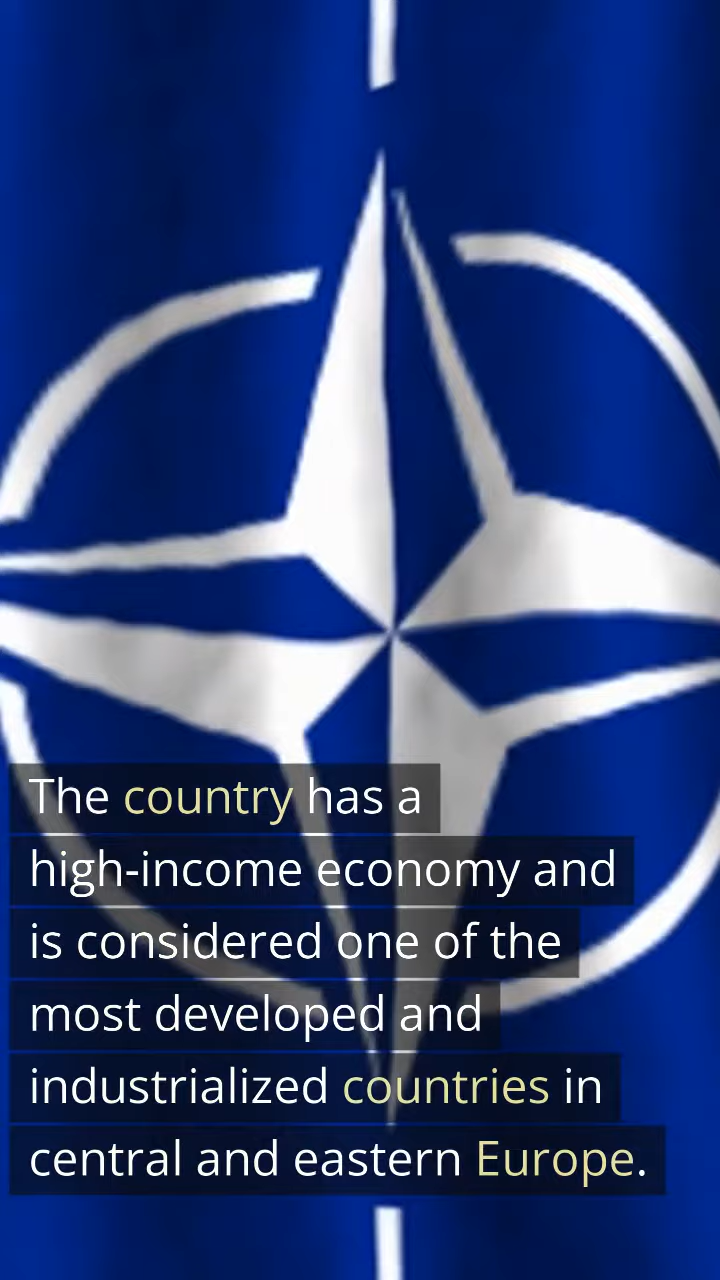 The country has a
high-income economy and
is considered one of the
most developed and
industrialized countries in
central and eastern Europe.